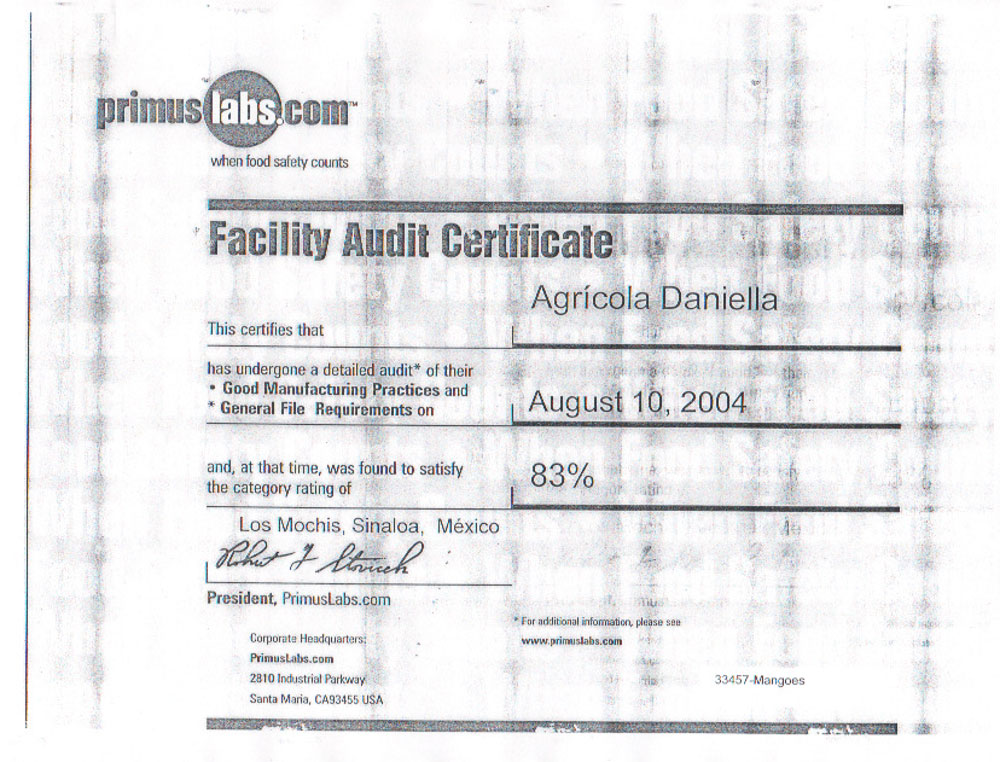 primuslabs.com™
when food safety counts
Facility Audit Certificate
Agrícola Daniella
This certifies that
has undergone a detailed audit* of their
• Good Manufacturing Practices and
* General File Requirements on
August 10, 2004
and, at that time, was found to satisfy
the category rating of
83%
Los Mochis, Sinaloa, México
President, PrimusLabs.com
* For additional information, please see
www.primuslabs.com
Corporate Headquarters:
PrimusLabs.com
2810 Industrial Parkway
Santa Maria, CA93455 USA
33457-Mangoes